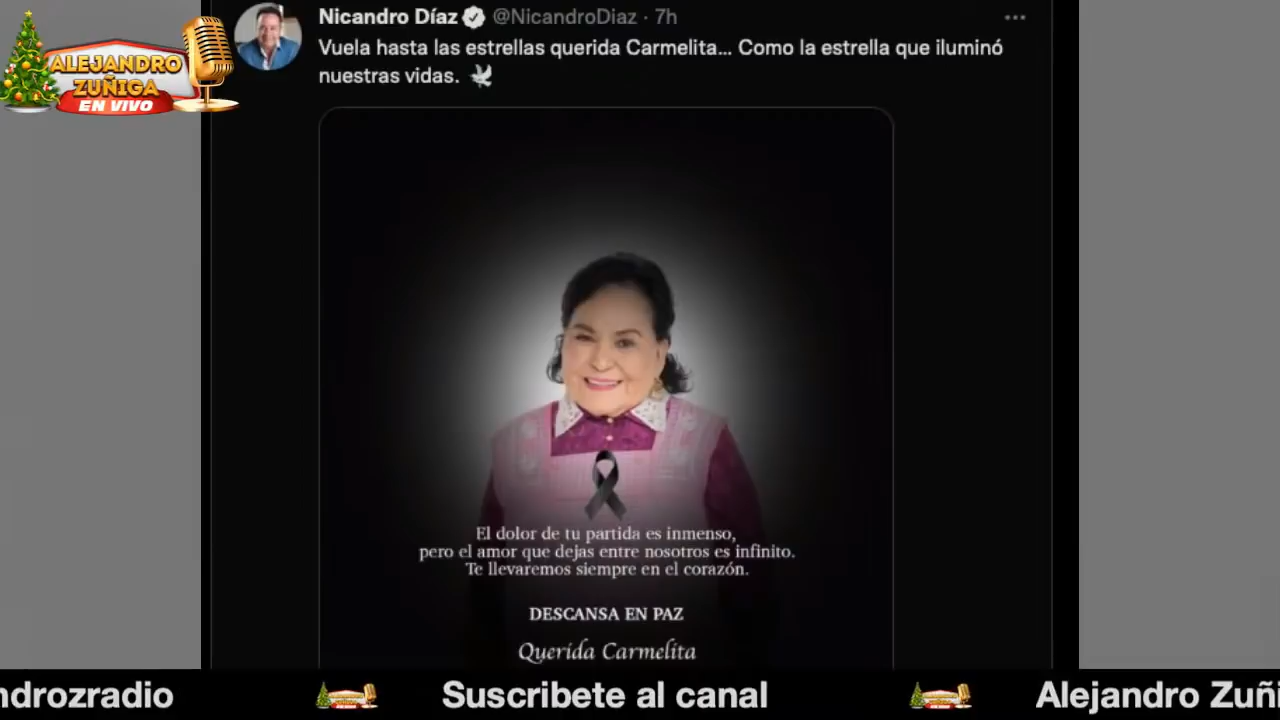 Nicandro Díaz @NicandroDiaz · 7h
Vuela hasta las estrellas querida Carmelita... Como la estrella que iluminó
nuestras vidas.
ALEJANDRO
ZUÑIGA
EN VIVO
El dolor de tu partida es inmenso,
pero el amor que dejas entre nosotros es infinito.
Te llevaremos siempre en el corazón.
DESCANSA EN PAZ
Querida Carmelita
ndrozradio Suscribete al canal Alejandro Zuñi